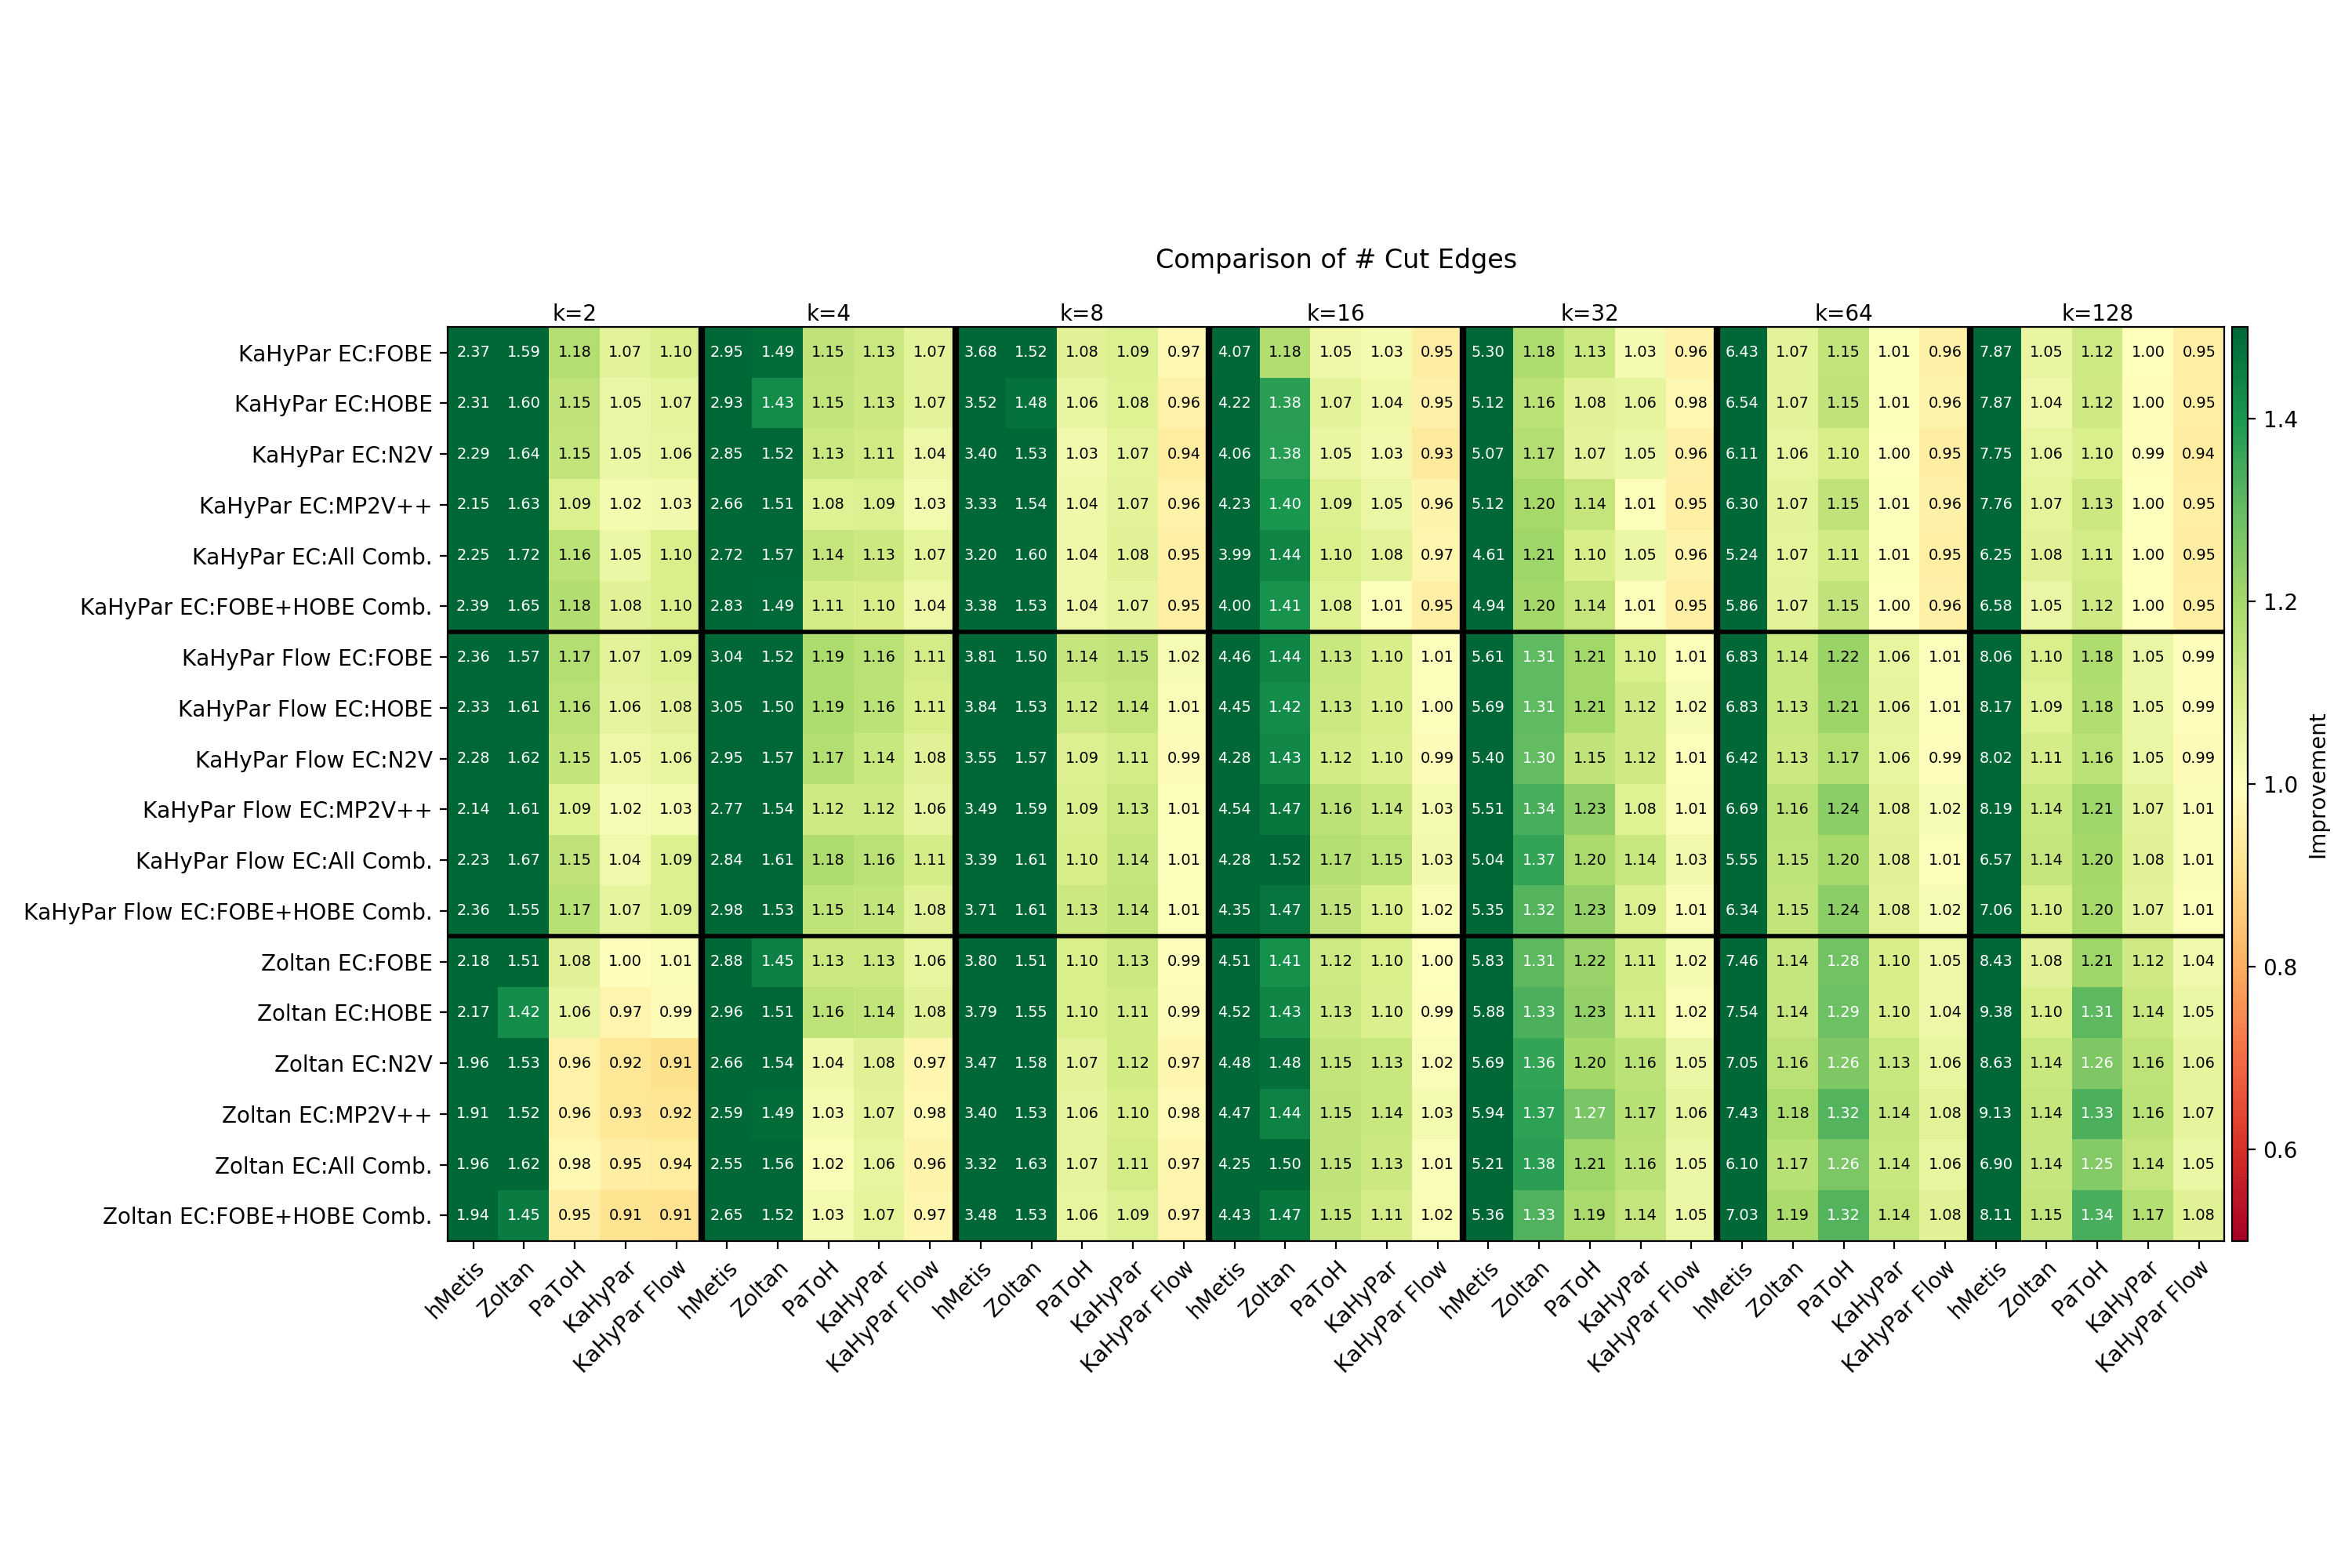 Comparison of # Cut Edges
k=2 k=4 k=8 k=16 k=32 k=64 k=128
KaHyPar EC:FOBE 2.37 1.59 1.18 1.07 1.10 2.95 1.49 1.15 1.13 1.07 3.68 1.52 1.08 1.09 0.97 4.07 1.18 1.05 1.03 0.95 5.30 1.18 1.13 1.03 0.96 6.43 1.07 1.15 1.01 0.96 7.87 1.05 1.12 1.00 0.95
KaHyPar EC:HOBE 2.31 1.60 1.15 1.05 1.07 2.93 1.43 1.15 1.13 1.07 3.52 1.48 1.06 1.08 0.96 4.22 1.38 1.07 1.04 0.95 5.12 1.16 1.08 1.06 0.98 6.54 1.07 1.15 1.01 0.96 7.87 1.04 1.12 1.00 0.95
KaHyPar EC:N2V 2.29 1.64 1.15 1.05 1.06 2.85 1.52 1.13 1.11 1.04 3.40 1.53 1.03 1.07 0.94 4.06 1.38 1.05 1.03 0.93 5.07 1.17 1.07 1.05 0.96 6.11 1.06 1.10 1.00 0.95 7.75 1.06 1.10 0.99 0.94
KaHyPar EC:MP2V++ 2.15 1.63 1.09 1.02 1.03 2.66 1.51 1.08 1.09 1.03 3.33 1.54 1.04 1.07 0.96 4.23 1.40 1.09 1.05 0.96 5.12 1.20 1.14 1.01 0.95 6.30 1.07 1.15 1.01 0.96 7.76 1.07 1.13 1.00 0.95
KaHyPar EC:All Comb. 2.25 1.72 1.16 1.05 1.10 2.72 1.57 1.14 1.13 1.07 3.20 1.60 1.04 1.08 0.95 3.99 1.44 1.10 1.08 0.97 4.61 1.21 1.10 1.05 0.96 5.24 1.07 1.11 1.01 0.95 6.25 1.08 1.11 1.00 0.95
KaHyPar EC:FOBE+HOBE Comb. 2.39 1.65 1.18 1.08 1.10 2.83 1.49 1.11 1.10 1.04 3.38 1.53 1.04 1.07 0.95 4.00 1.41 1.08 1.01 0.95 4.94 1.20 1.14 1.01 0.95 5.86 1.07 1.15 1.00 0.96 6.58 1.05 1.12 1.00 0.95
KaHyPar Flow EC:FOBE 2.36 1.57 1.17 1.07 1.09 3.04 1.52 1.19 1.16 1.11 3.81 1.50 1.14 1.15 1.02 4.46 1.44 1.13 1.10 1.01 5.61 1.31 1.21 1.10 1.01 6.83 1.14 1.22 1.06 1.01 8.06 1.10 1.18 1.05 0.99
KaHyPar Flow EC:HOBE 2.33 1.61 1.16 1.06 1.08 3.05 1.50 1.19 1.16 1.11 3.84 1.53 1.12 1.14 1.01 4.45 1.42 1.13 1.10 1.00 5.69 1.31 1.21 1.12 1.02 6.83 1.13 1.21 1.06 1.01 8.17 1.09 1.18 1.05 0.99
KaHyPar Flow EC:N2V 2.28 1.62 1.15 1.05 1.06 2.95 1.57 1.17 1.14 1.08 3.55 1.57 1.09 1.11 0.99 4.28 1.43 1.12 1.10 0.99 5.40 1.30 1.15 1.12 1.01 6.42 1.13 1.17 1.06 0.99 8.02 1.11 1.16 1.05 0.99
KaHyPar Flow EC:MP2V++ 2.14 1.61 1.09 1.02 1.03 2.77 1.54 1.12 1.12 1.06 3.49 1.59 1.09 1.13 1.01 4.54 1.47 1.16 1.14 1.03 5.51 1.34 1.23 1.08 1.01 6.69 1.16 1.24 1.08 1.02 8.19 1.14 1.21 1.07 1.01
KaHyPar Flow EC:All Comb. 2.23 1.67 1.15 1.04 1.09 2.84 1.61 1.18 1.16 1.11 3.39 1.61 1.10 1.14 1.01 4.28 1.52 1.17 1.15 1.03 5.04 1.37 1.20 1.14 1.03 5.55 1.15 1.20 1.08 1.01 6.57 1.14 1.20 1.08 1.01
KaHyPar Flow EC:FOBE+HOBE Comb. 2.36 1.55 1.17 1.07 1.09 2.98 1.53 1.15 1.14 1.08 3.71 1.61 1.13 1.14 1.01 4.35 1.47 1.15 1.10 1.02 5.35 1.32 1.23 1.09 1.01 6.34 1.15 1.24 1.08 1.02 7.06 1.10 1.20 1.07 1.01
Zoltan EC:FOBE 2.18 1.51 1.08 1.00 1.01 2.88 1.45 1.13 1.13 1.06 3.80 1.51 1.10 1.13 0.99 4.51 1.41 1.12 1.10 1.00 5.83 1.31 1.22 1.11 1.02 7.46 1.14 1.28 1.10 1.05 8.43 1.08 1.21 1.12 1.04
Zoltan EC:HOBE 2.17 1.42 1.06 0.97 0.99 2.96 1.51 1.16 1.14 1.08 3.79 1.55 1.10 1.11 0.99 4.52 1.43 1.13 1.10 0.99 5.88 1.33 1.23 1.11 1.02 7.54 1.14 1.29 1.10 1.04 9.38 1.10 1.31 1.14 1.05
Zoltan EC:N2V 1.96 1.53 0.96 0.92 0.91 2.66 1.54 1.04 1.08 0.97 3.47 1.58 1.07 1.12 0.97 4.48 1.48 1.15 1.13 1.02 5.69 1.36 1.20 1.16 1.05 7.05 1.16 1.26 1.13 1.06 8.63 1.14 1.26 1.16 1.06
Zoltan EC:MP2V++ 1.91 1.52 0.96 0.93 0.92 2.59 1.49 1.03 1.07 0.98 3.40 1.53 1.06 1.10 0.98 4.47 1.44 1.15 1.14 1.03 5.94 1.37 1.27 1.17 1.06 7.43 1.18 1.32 1.14 1.08 9.13 1.14 1.33 1.16 1.07
Zoltan EC:All Comb. 1.96 1.62 0.98 0.95 0.94 2.55 1.56 1.02 1.06 0.96 3.32 1.63 1.07 1.11 0.97 4.25 1.50 1.15 1.13 1.01 5.21 1.38 1.21 1.16 1.05 6.10 1.17 1.26 1.14 1.06 6.90 1.14 1.25 1.14 1.05
Zoltan EC:FOBE+HOBE Comb. 1.94 1.45 0.95 0.91 0.91 2.65 1.52 1.03 1.07 0.97 3.48 1.53 1.06 1.09 0.97 4.43 1.47 1.15 1.11 1.02 5.36 1.33 1.19 1.14 1.05 7.03 1.19 1.32 1.14 1.08 8.11 1.15 1.34 1.17 1.08
hMetis Zoltan PaToH KaHyPar KaHyPar Flow hMetis Zoltan PaToH KaHyPar KaHyPar Flow hMetis Zoltan PaToH KaHyPar KaHyPar Flow hMetis Zoltan PaToH KaHyPar KaHyPar Flow hMetis Zoltan PaToH KaHyPar KaHyPar Flow hMetis Zoltan PaToH KaHyPar KaHyPar Flow hMetis Zoltan PaToH KaHyPar KaHyPar Flow
1.4
1.2
1.0
0.8
0.6
Improvement